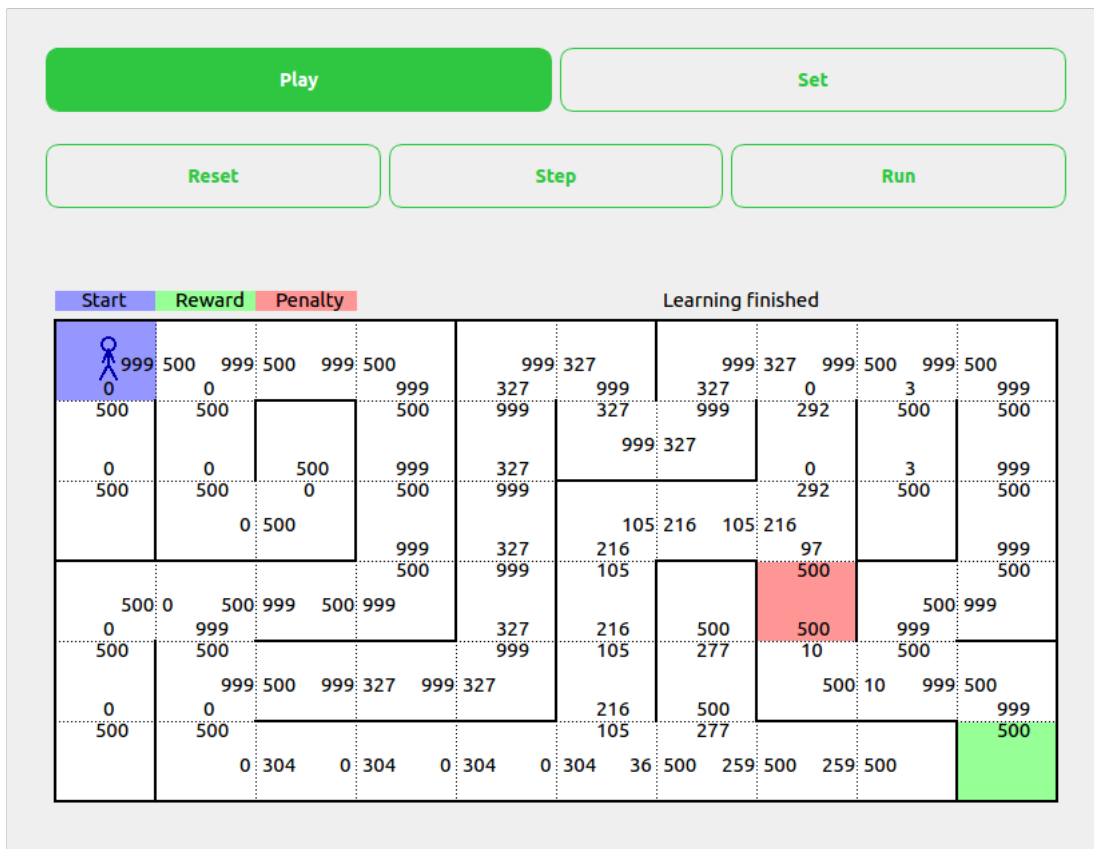 Play Set
Reset Step Run
Start Reward Penalty Learning finished
999 500 999 500 999 500 999 327 999 327 999 500 999 500
0 0 999 327 999 327 0 3 999
500 500 500 999 327 999 292 500 500
999 327
0 0 500 999 327 0 3 999
500 500 0 500 999 292 500 500
0 500 105 216 105 216
999 327 216 97 999
500 999 105 500 500
500 0 500 999 500 999 500 999
0 999 327 216 500 500 999
500 500 999 105 277 10 500
999 500 999 327 999 327 500 10 999 500
0 0 216 500 999
500 500 105 277 500
0 304 0 304 0 304 0 304 36 500 259 500 259 500